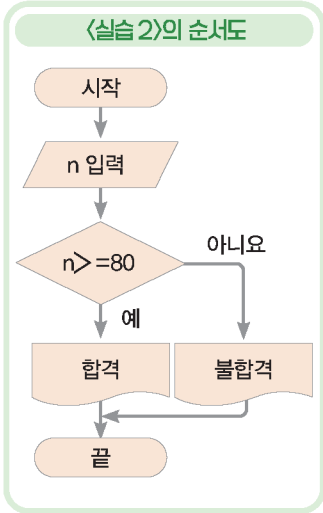 <실습 2>의 순서도
시작
n 입력
n> =80
아니요
예
합격
불합격
끝